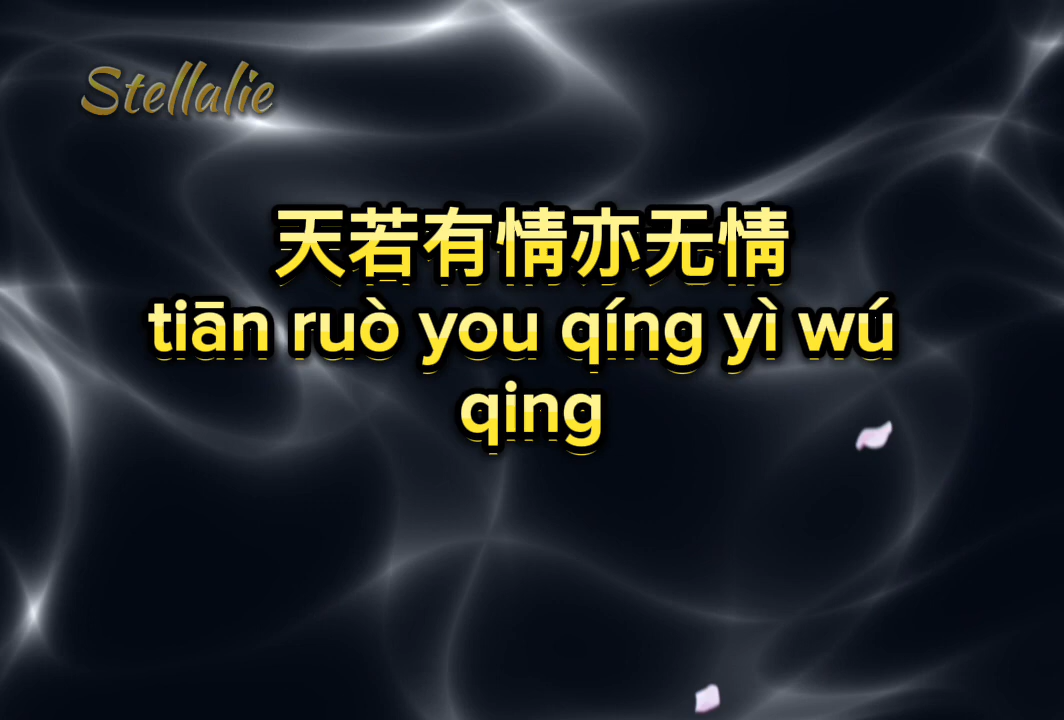 Stellalie
天若有情亦无情
tiān ruò you qíng yì wú
qing